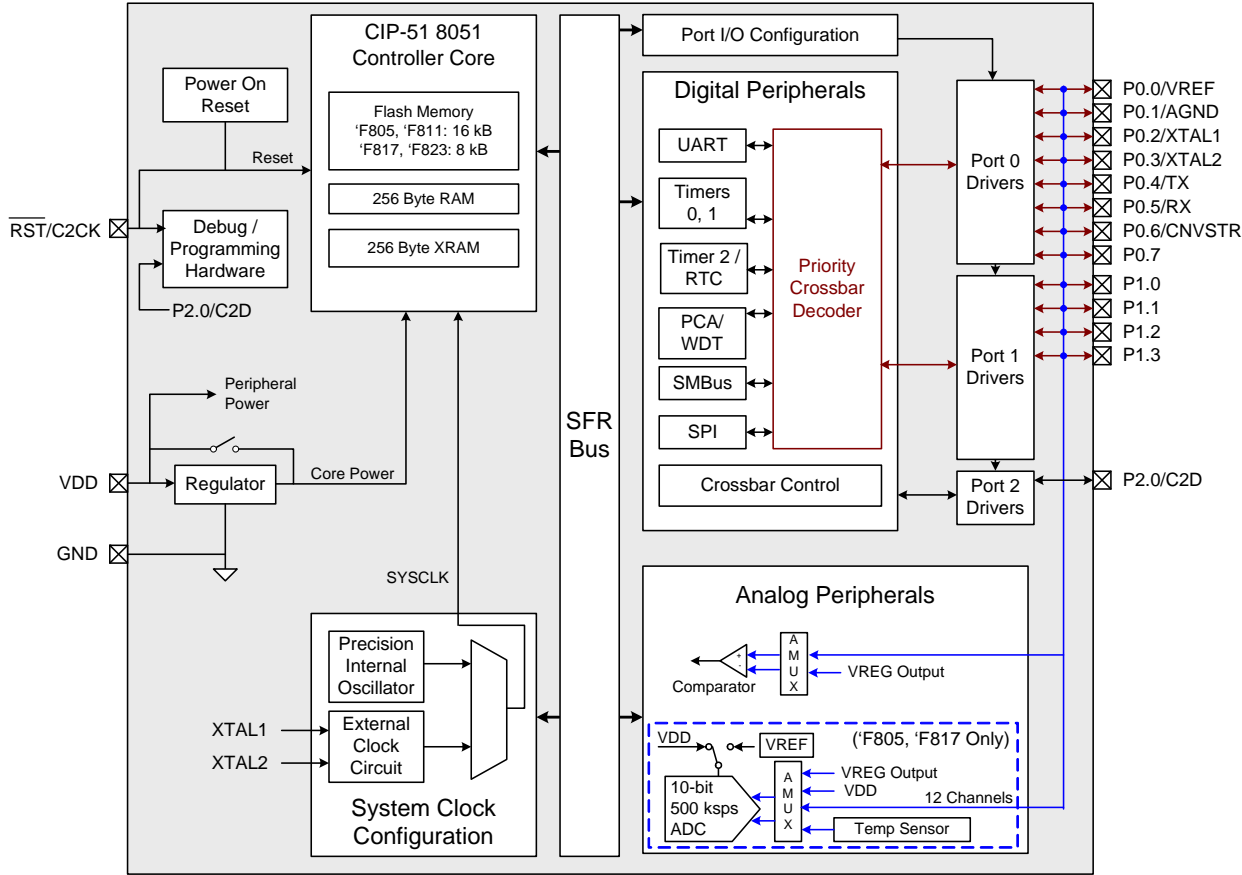 CIP-51 8051
Controller Core
Flash Memory
‘F805, ‘F811: 16 kB
‘F817, ‘F823: 8 kB
256 Byte RAM
256 Byte XRAM
Power On
Reset
Reset
RST/C2CK
Debug /
Programming
Hardware
P2.0/C2D
Peripheral
Power
VDD
Regulator
Core Power
GND
SYSCLK
Precision
Internal
Oscillator
XTAL1
XTAL2
External
Clock
Circuit
System Clock
Configuration
SFR
Bus
Port I/O Configuration
Digital Peripherals
UART
Timers
0, 1
Timer 2 /
RTC
PCA/
WDT
SMBus
SPI
Priority
Crossbar
Decoder
Crossbar Control
Port 0
Drivers
Port 1
Drivers
Port 2
Drivers
P0.0/VREF
P0.1/AGND
P0.2/XTAL1
P0.3/XTAL2
P0.4/TX
P0.5/RX
P0.6/CNVSTR
P0.7
P1.0
P1.1
P1.2
P1.3
P2.0/C2D
Analog Peripherals
+
-
Comparator
A
M
U
X
VREG Output
(‘F805, ‘F817 Only)
VDD
VREF
10-bit
500 ksps
ADC
A
M
U
X
VREG Output
VDD
12 Channels
Temp Sensor